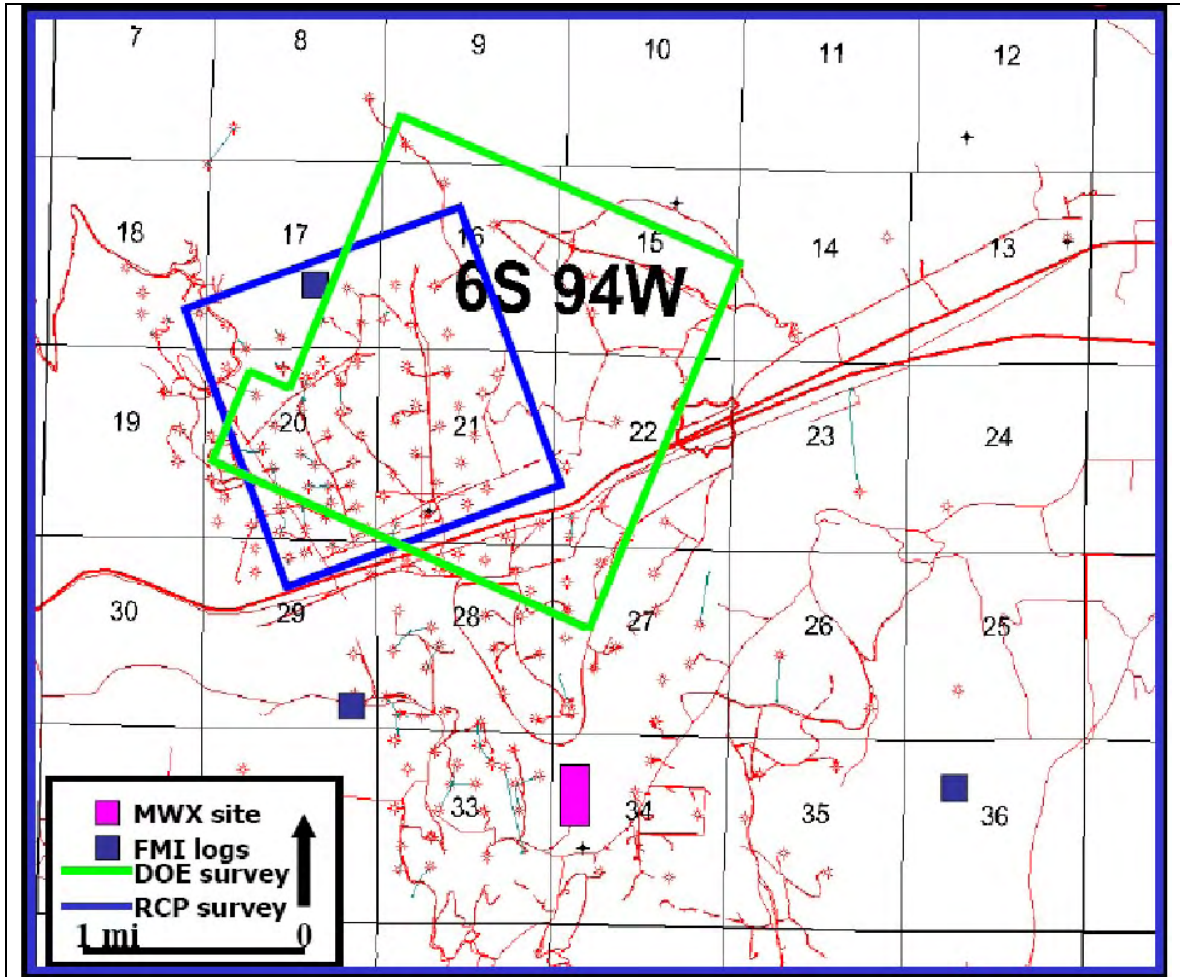 7 8 9 10 11 12
18 17 16 15 14 13
6S 94W
19 20 21 22 23 24
30 29 28 27 26 25
33 34 35 36
MWX site
FMI logs
DOE survey
RCP survey
1 mi 0